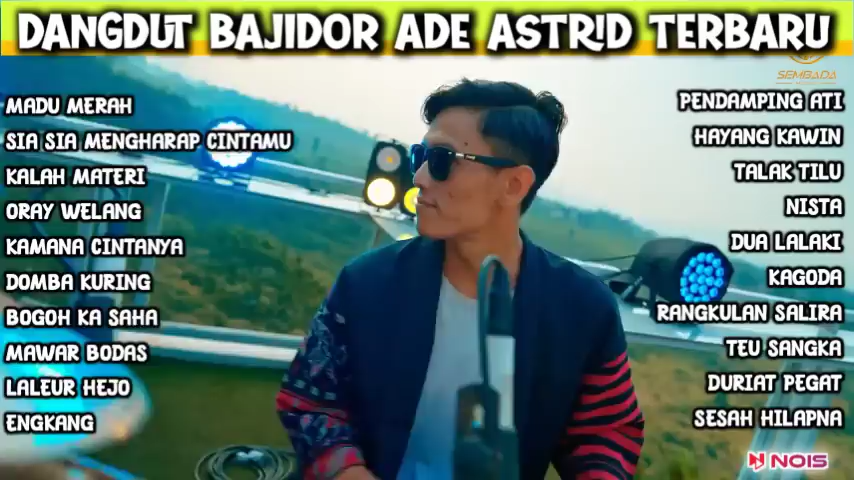 DANGDUT BAJIDOR ADE ASTRID TERBARU
SEMBADA
MADU MERAH
SIA SIA MENGHARAP CINTAMU
KALAH MATERI
ORAY WELANG
KAMANA CINTANYA
DOMBA KURING
BOGOH KA SAHA
MAWAR BODAS
LALEUR HEJO
ENGKANG
PENDAMPING ATI
HAYANG KAWIN
TALAK TILU
NISTA
DUA LALAKI
KAGODA
RANGKULAN SALIRA
TEU SANGKA
DURIAT PEGAT
SESAH HILAPNA
NOIS